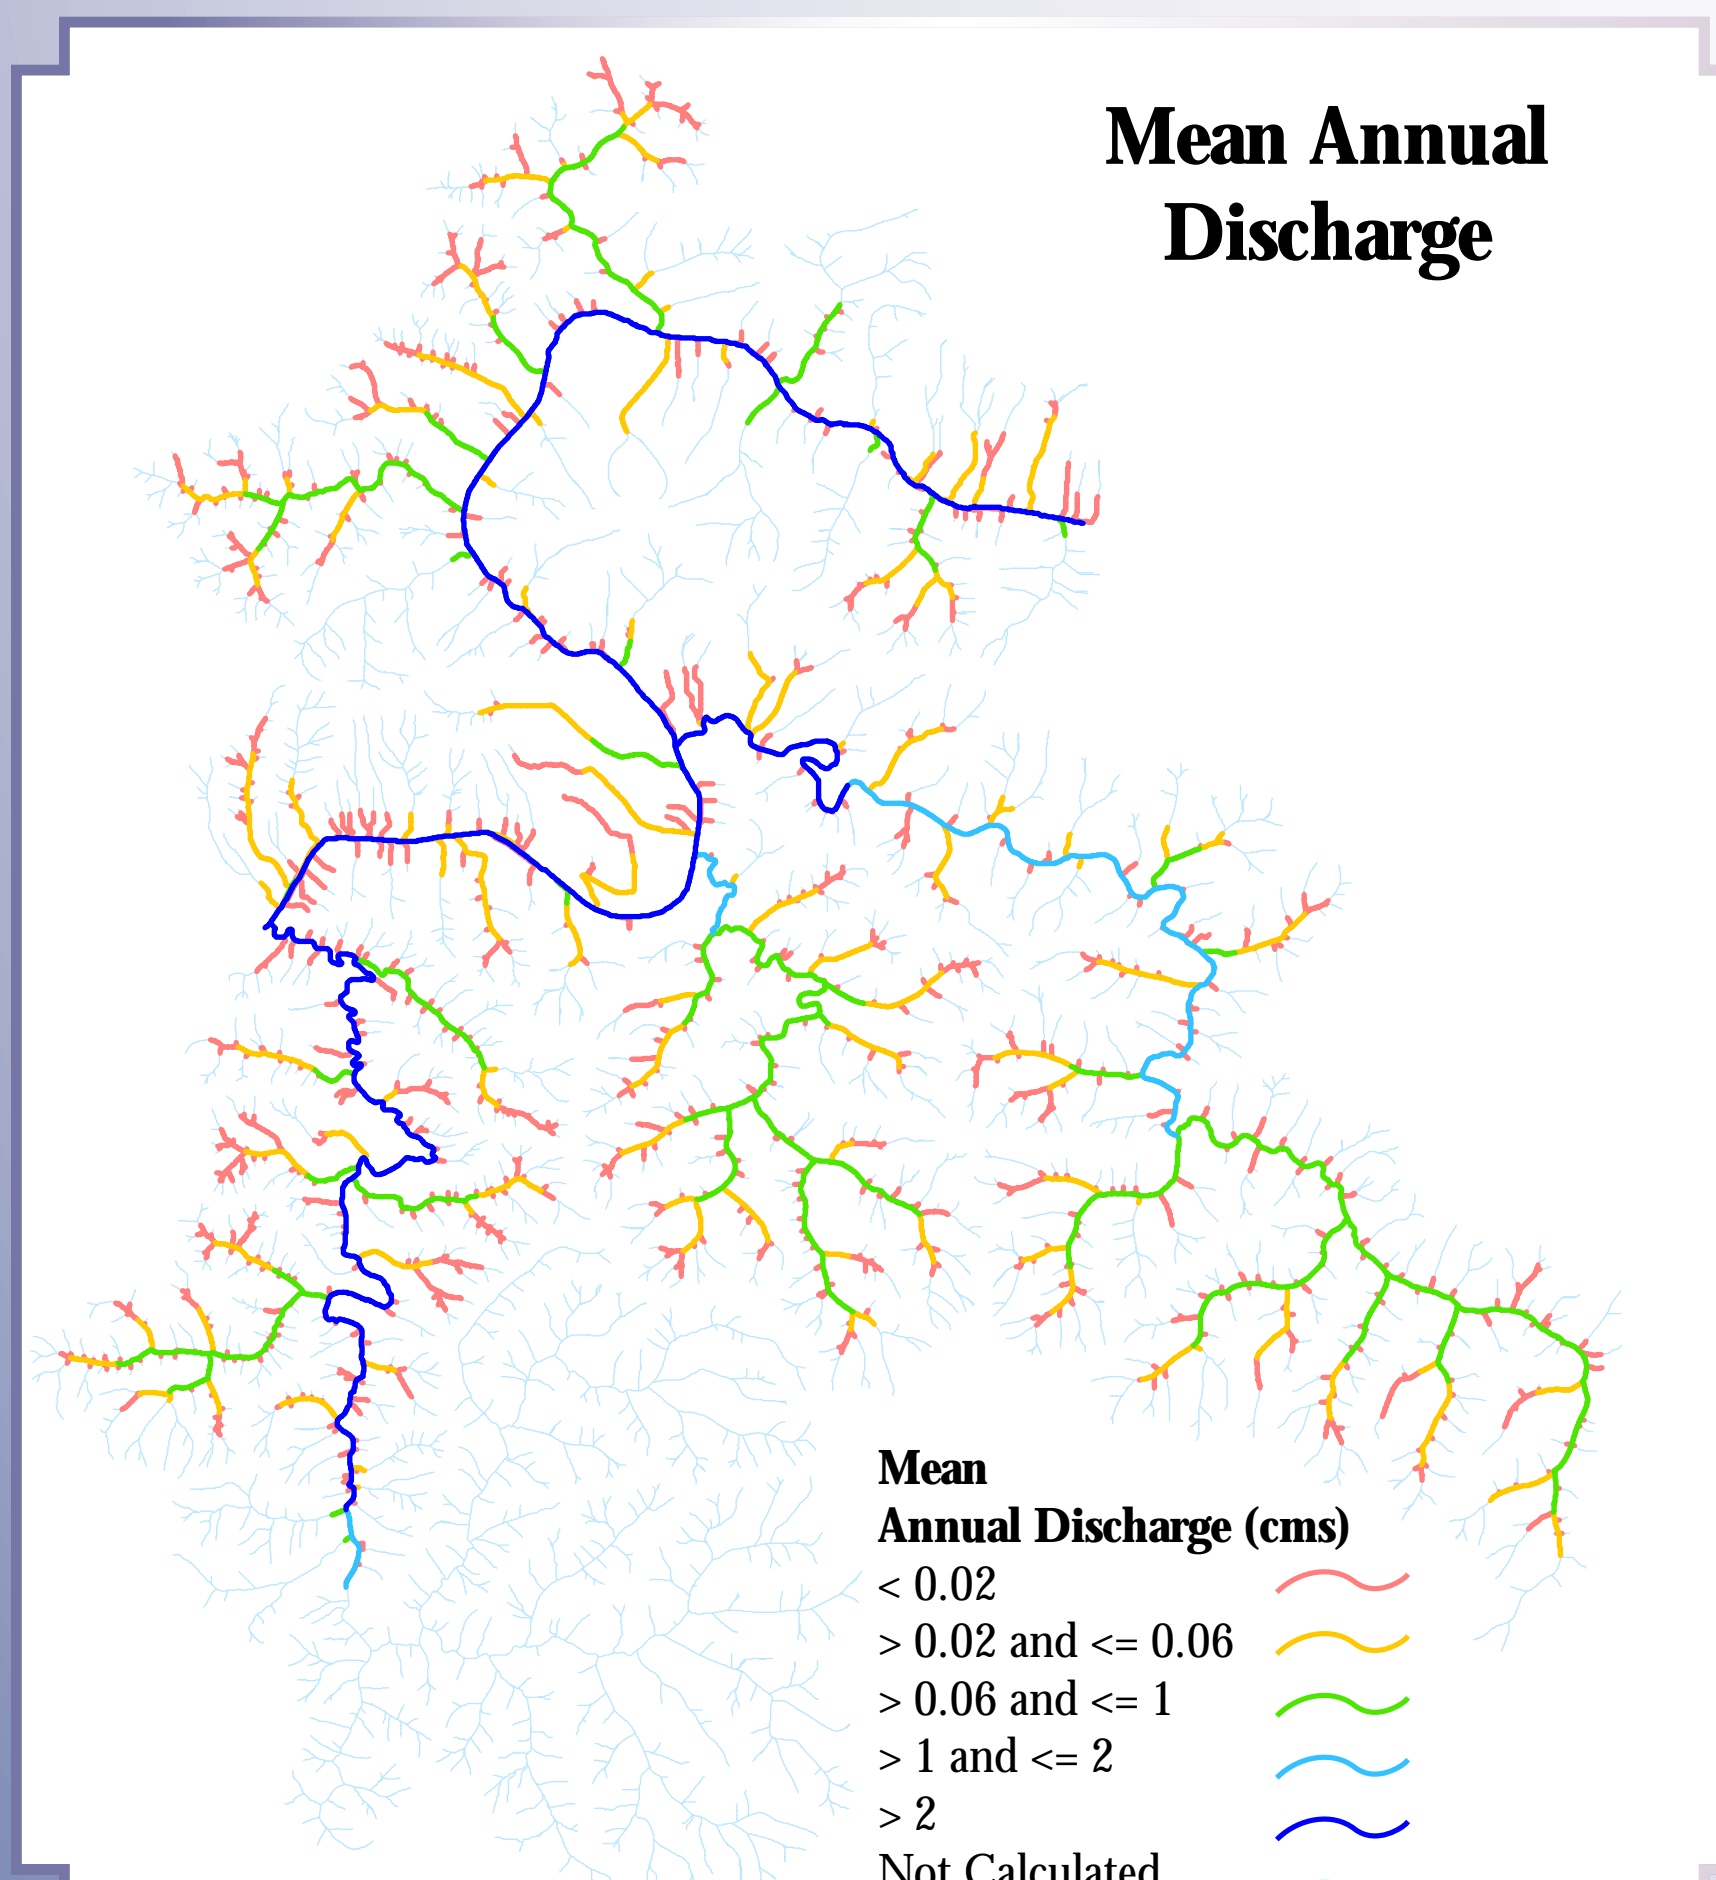 Mean Annual
Discharge
Mean
Annual Discharge (cms)
< 0.02
> 0.02 and <= 0.06
> 0.06 and <= 1
> 1 and <= 2
> 2
Not Calculated